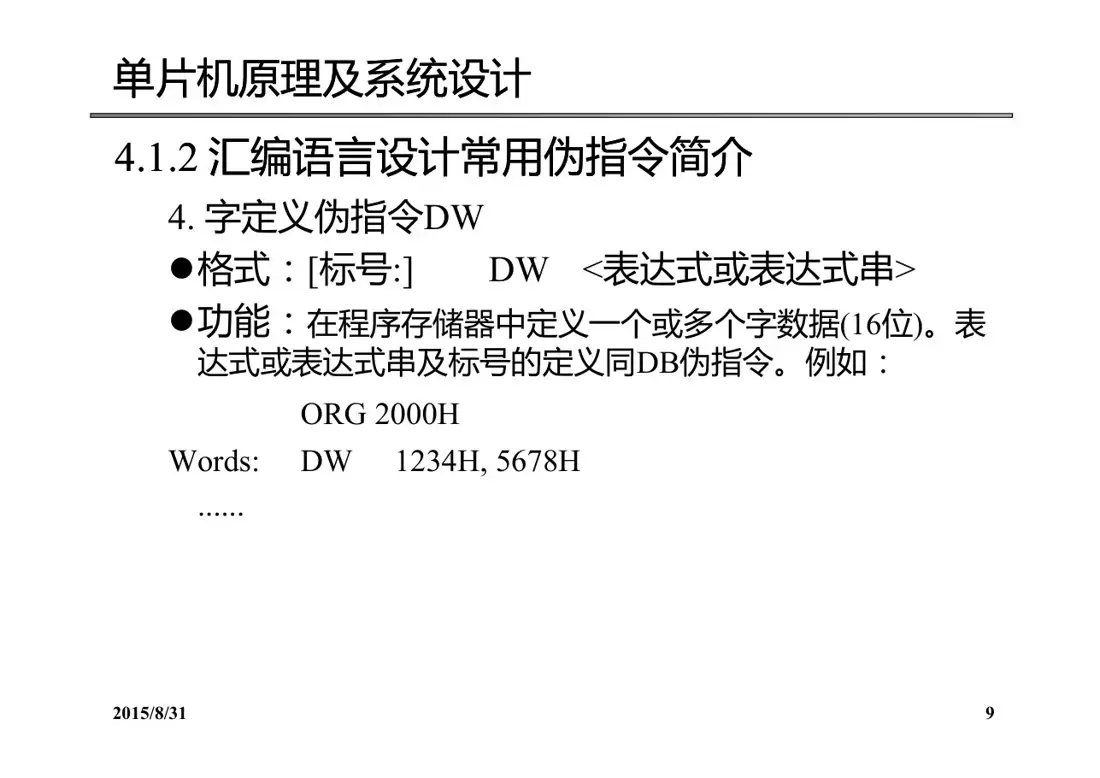 单片机原理及系统设计
4.1.2 汇编语言设计常用伪指令简介
4. 字定义伪指令DW
●格式：[标号:] DW <表达式或表达式串>
●功能：在程序存储器中定义一个或多个字数据(16位)。表
达式或表达式串及标号的定义同DB伪指令。例如：
ORG 2000H
Words: DW 1234H, 5678H
......
2015/8/31 9